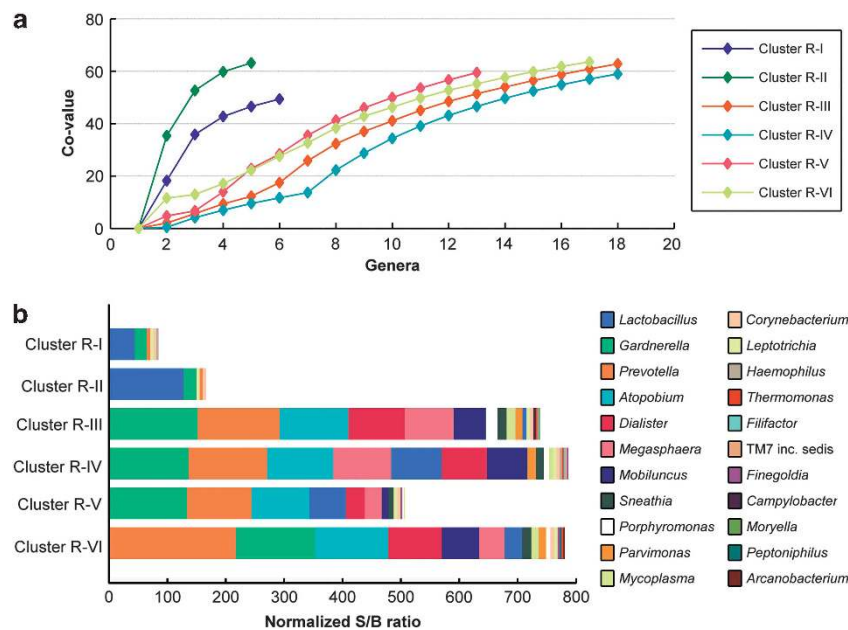 a
80
60
40
20
0
Co-value
0 2 4 6 8 10 12 14 16 18 20
Genera
Cluster R-I
Cluster R-II
Cluster R-III
Cluster R-IV
Cluster R-V
Cluster R-VI
b
Cluster R-I
Cluster R-II
Cluster R-III
Cluster R-IV
Cluster R-V
Cluster R-VI
0 100 200 300 400 500 600 700 800
Normalized S/B ratio
Lactobacillus
Gardnerella
Prevotella
Atopobium
Dialister
Megasphaera
Mobiluncus
Sneathia
Porphyromonas
Parvimonas
Mycoplasma
Corynebacterium
Leptotrichia
Haemophilus
Thermomonas
Filifactor
TM7 inc. sedis
Finegoldia
Campylobacter
Moryella
Peptoniphilus
Arcanobacterium